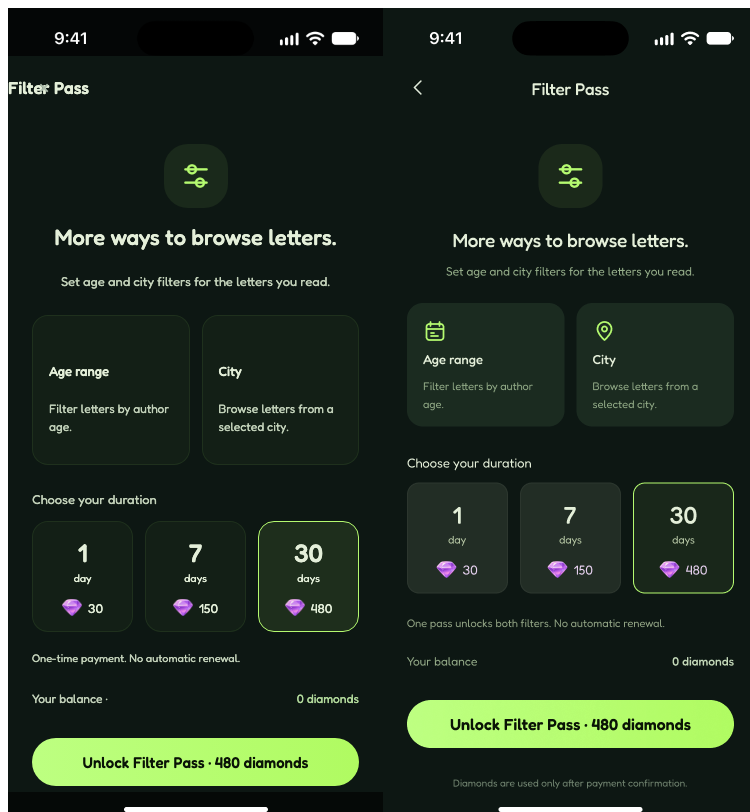 9:41
Filter Pass
More ways to browse letters.
Set age and city filters for the letters you read.
Age range
Filter letters by author
age.
City
Browse letters from a
selected city.
Choose your duration
1
day
30
7
days
150
30
days
480
One-time payment. No automatic renewal.
Your balance ·
0 diamonds
Unlock Filter Pass · 480 diamonds
9:41
Filter Pass
More ways to browse letters.
Set age and city filters for the letters you read.
Age range
Filter letters by author
age.
City
Browse letters from a
selected city.
Choose your duration
1
day
30
7
days
150
30
days
480
One pass unlocks both filters. No automatic renewal.
Your balance
0 diamonds
Unlock Filter Pass · 480 diamonds
Diamonds are used only after payment confirmation.